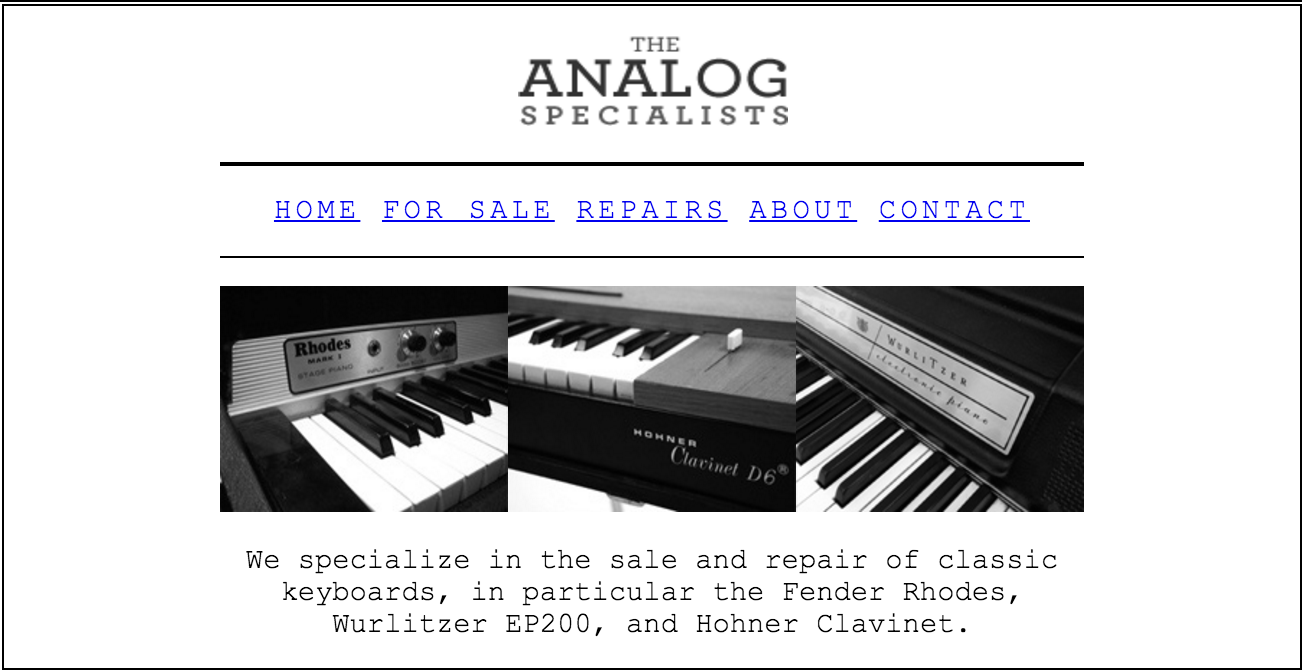 THE
ANALOG
SPECIALISTS
HOME FOR SALE REPAIRS ABOUT CONTACT
Rhodes
MARK I
STAGE PIANO
INPUT
HOHNER
Clavinet D6®
WURLITZER
electronic piano
We specialize in the sale and repair of classic
keyboards, in particular the Fender Rhodes,
Wurlitzer EP200, and Hohner Clavinet.